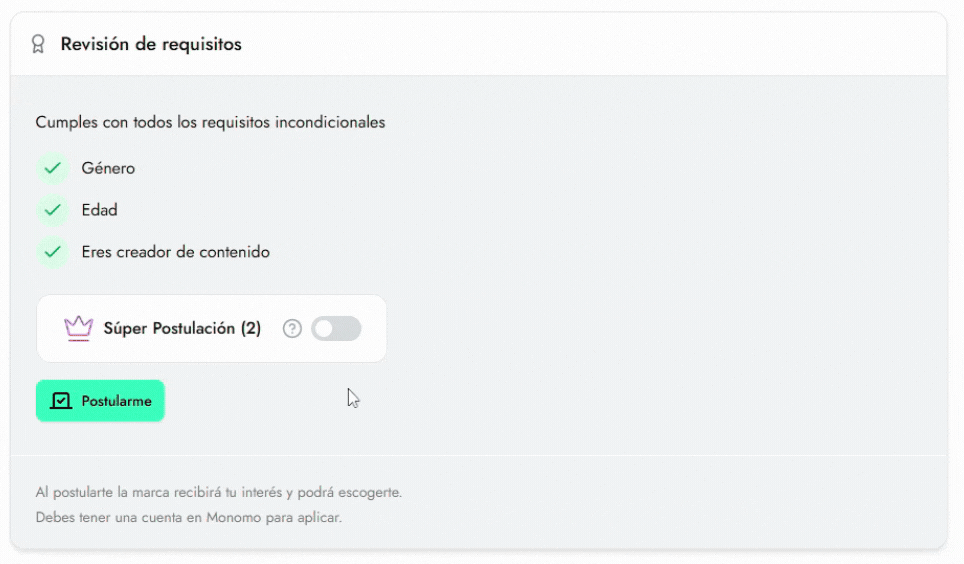 Revisión de requisitos
Cumples con todos los requisitos incondicionales
Género
Edad
Eres creador de contenido
Súper Postulación (2) ?
Postularme
Al postularte la marca recibirá tu interés y podrá escogerte.
Debes tener una cuenta en Monomo para aplicar.